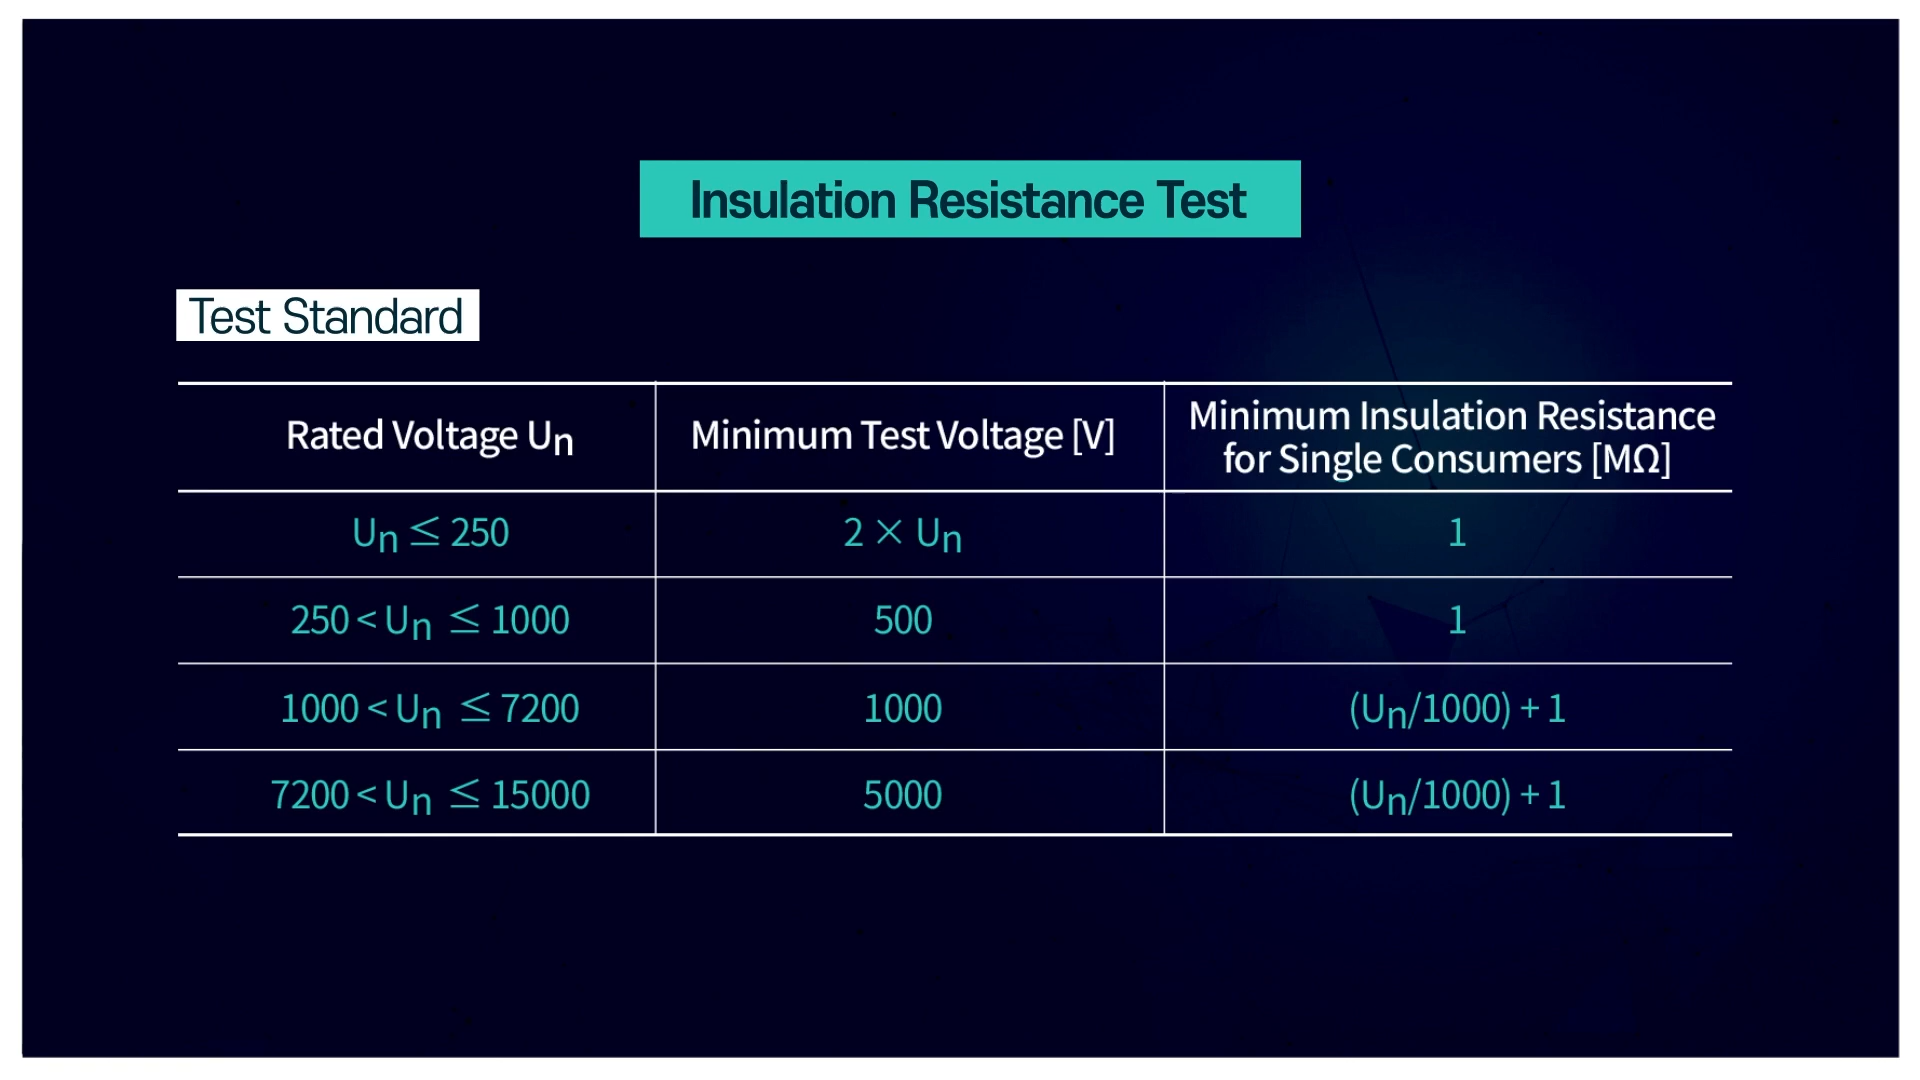 Insulation Resistance Test
Test Standard
Rated Voltage Un
Minimum Test Voltage [V]
Minimum Insulation Resistance
for Single Consumers [MΩ]
Un ≤ 250
2 × Un
1
250 < Un ≤ 1000
500
1
1000 < Un ≤ 7200
1000
(Un/1000) + 1
7200 < Un ≤ 15000
5000
(Un/1000) + 1